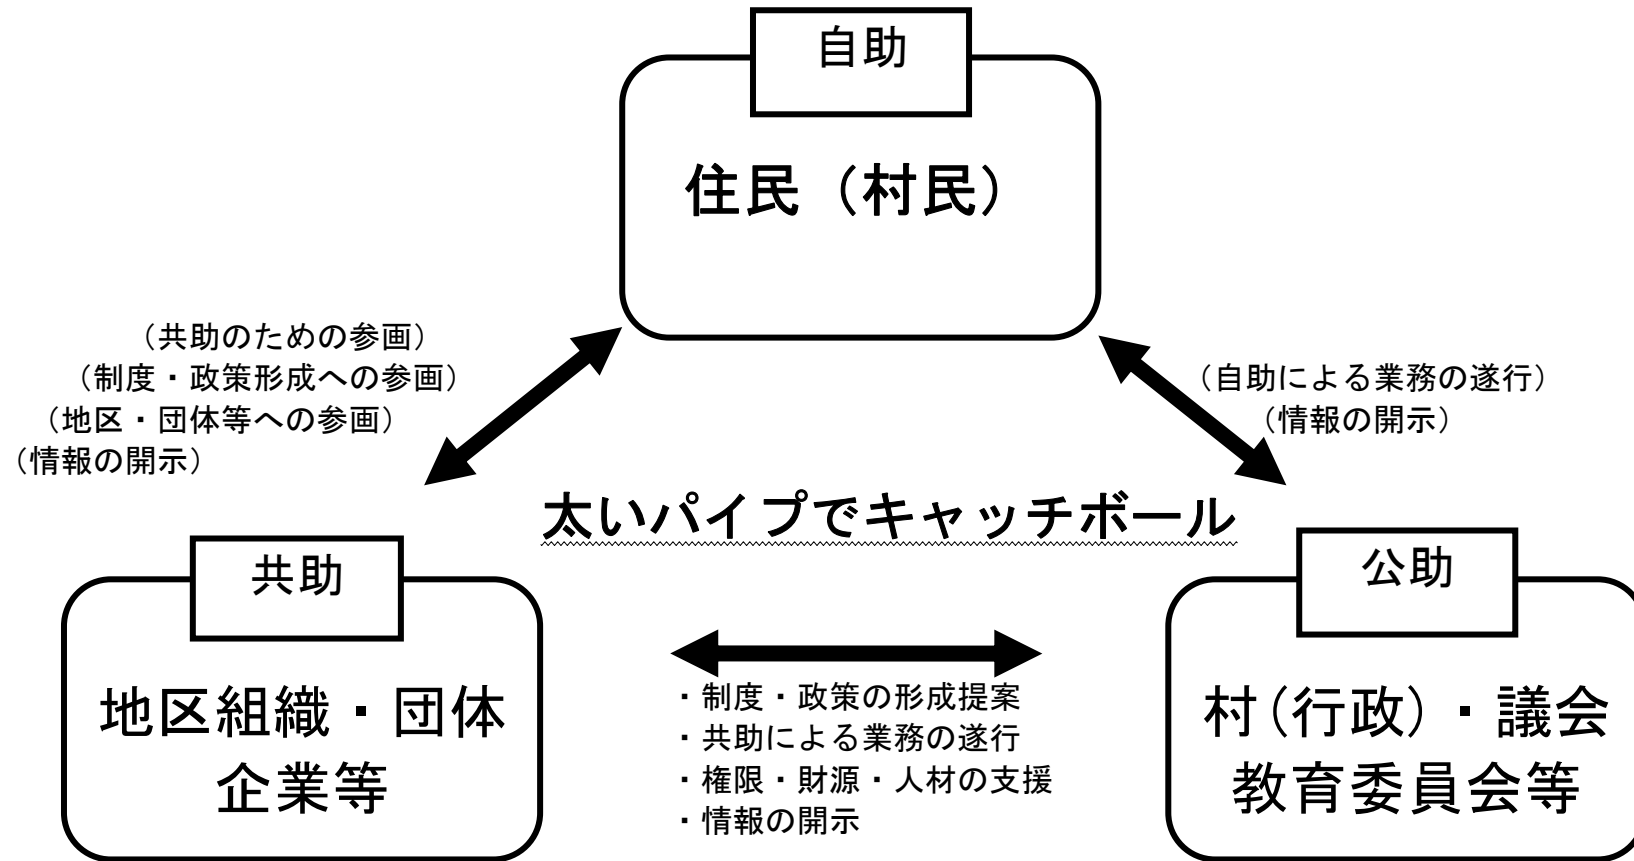 自助
住民（村民）
（共助のための参画）
（制度・政策形成への参画）
（地区・団体等への参画）
（情報の開示）
（自助による業務の遂行）
（情報の開示）
太いパイプでキャッチボール
共助
地区組織・団体
企業等
・制度・政策の形成提案
・共助による業務の遂行
・権限・財源・人材の支援
・情報の開示
公助
村（行政）・議会
教育委員会等